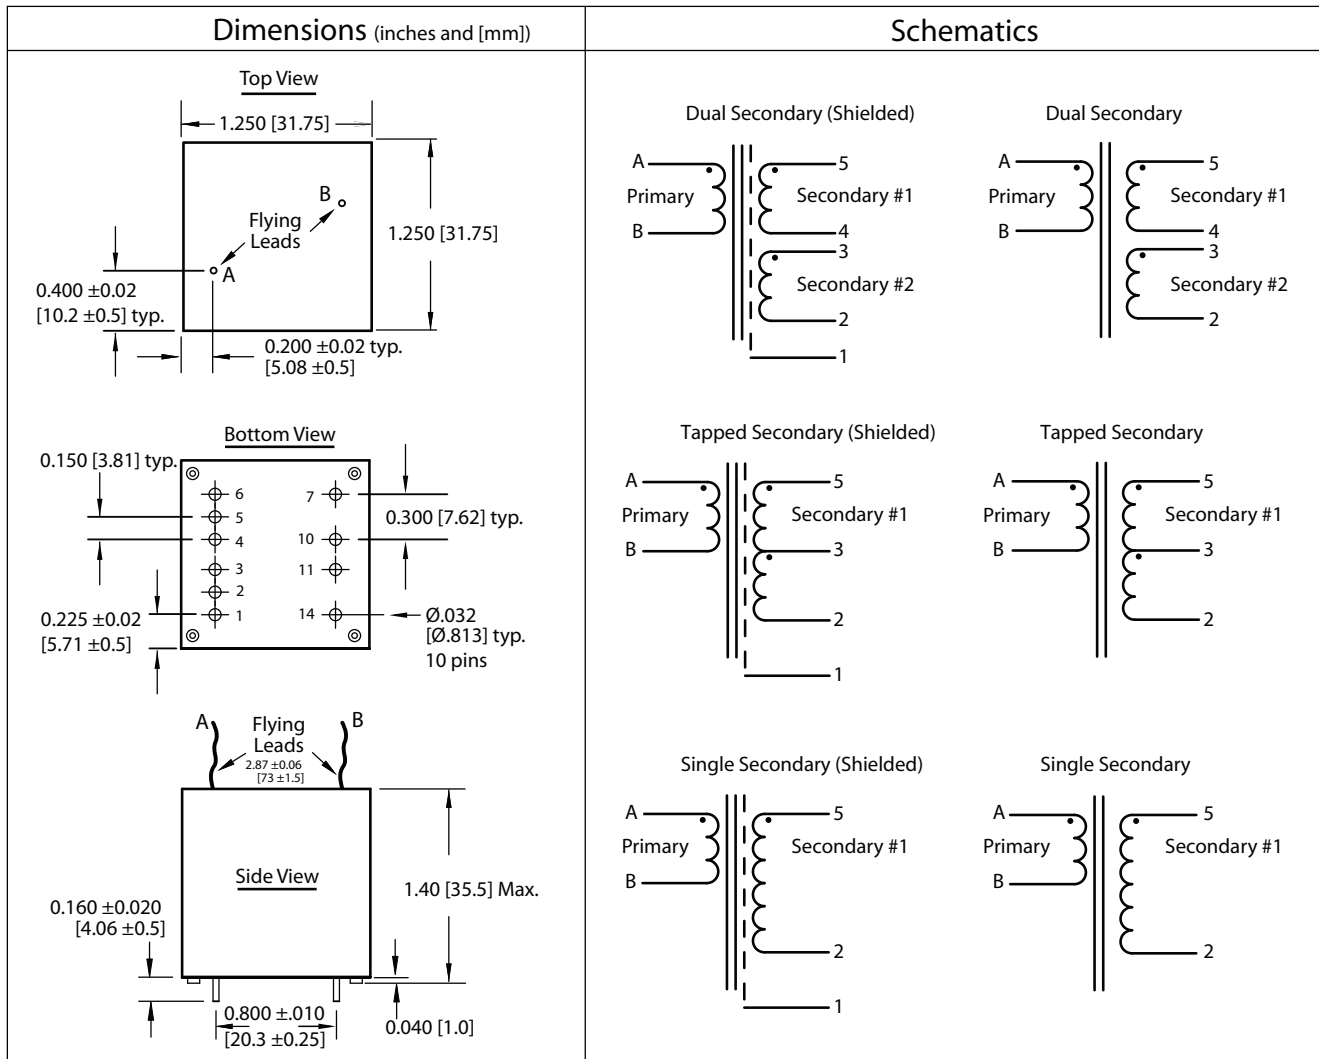 Dimensions (inches and [mm])
Top View
1.250 [31.75]
B
Flying
Leads
1.250 [31.75]
A
0.400 ±0.02
[10.2 ±0.5] typ.
0.200 ±0.02 typ.
[5.08 ±0.5]
Bottom View
0.150 [3.81] typ.
6
7
5
0.300 [7.62] typ.
4
10
3
11
2
1
14
0.225 ±0.02
[5.71 ±0.5]
Ø.032
[Ø.813] typ.
10 pins
A
Flying
Leads
B
2.87 ±0.06
[73 ±1.5]
Side View
1.40 [35.5] Max.
0.160 ±0.020
[4.06 ±0.5]
0.800 ±.010
[20.3 ±0.25]
0.040 [1.0]
Schematics
Dual Secondary (Shielded)
A
5
Primary
Secondary #1
B
4
3
Secondary #2
2
1
Dual Secondary
A
5
Primary
Secondary #1
B
4
3
Secondary #2
2
Tapped Secondary (Shielded)
A
5
Primary
Secondary #1
B
3
2
1
Tapped Secondary
A
5
Primary
Secondary #1
B
3
2
Single Secondary (Shielded)
A
5
Primary
Secondary #1
B
2
1
Single Secondary
A
5
Primary
Secondary #1
B
2